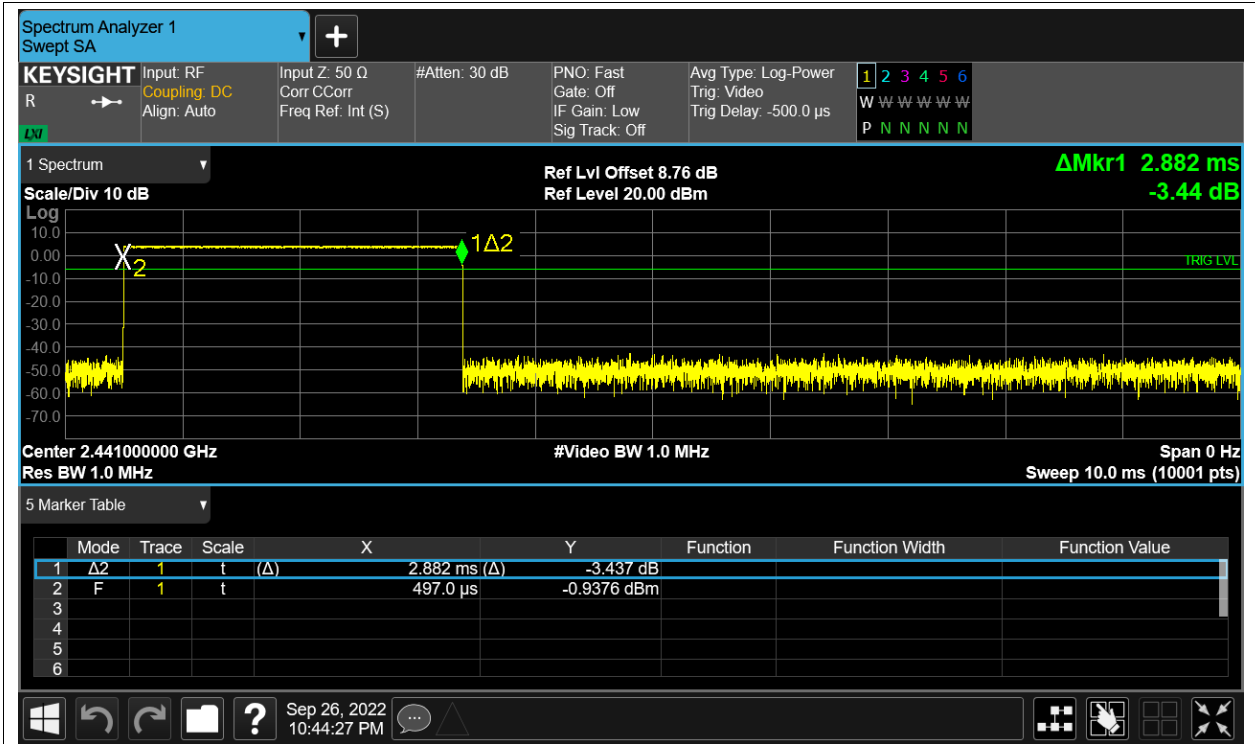 Spectrum Analyzer 1
Swept SA
KEYSIGHT Input: RF Input Z: 50 Ω #Atten: 30 dB PNO: Fast Avg Type: Log-Power 1 2 3 4 5 6
R Coupling: DC Corr CCorr Gate: Off Trig: Video W W W W W W
Align: Auto Freq Ref: Int (S) IF Gain: Low Trig Delay: -500.0 µs
LXI Sig Track: Off P N N N N N
1 Spectrum Ref Lvl Offset 8.76 dB ΔMkr1 2.882 ms
Scale/Div 10 dB Ref Level 20.00 dBm -3.44 dB
Log
10.0
1Δ2
0.00
2
TRIG LVL
-10.0
-20.0
-30.0
-40.0
-50.0
-60.0
-70.0
Center 2.441000000 GHz #Video BW 1.0 MHz Span 0 Hz
Res BW 1.0 MHz Sweep 10.0 ms (10001 pts)
5 Marker Table
Mode Trace Scale X Y Function Function Width Function Value
1 Δ2 1 t (Δ) 2.882 ms (Δ) -3.437 dB
2 F 1 t 497.0 µs -0.9376 dBm
3
4
5
6
? Sep 26, 2022
10:44:27 PM